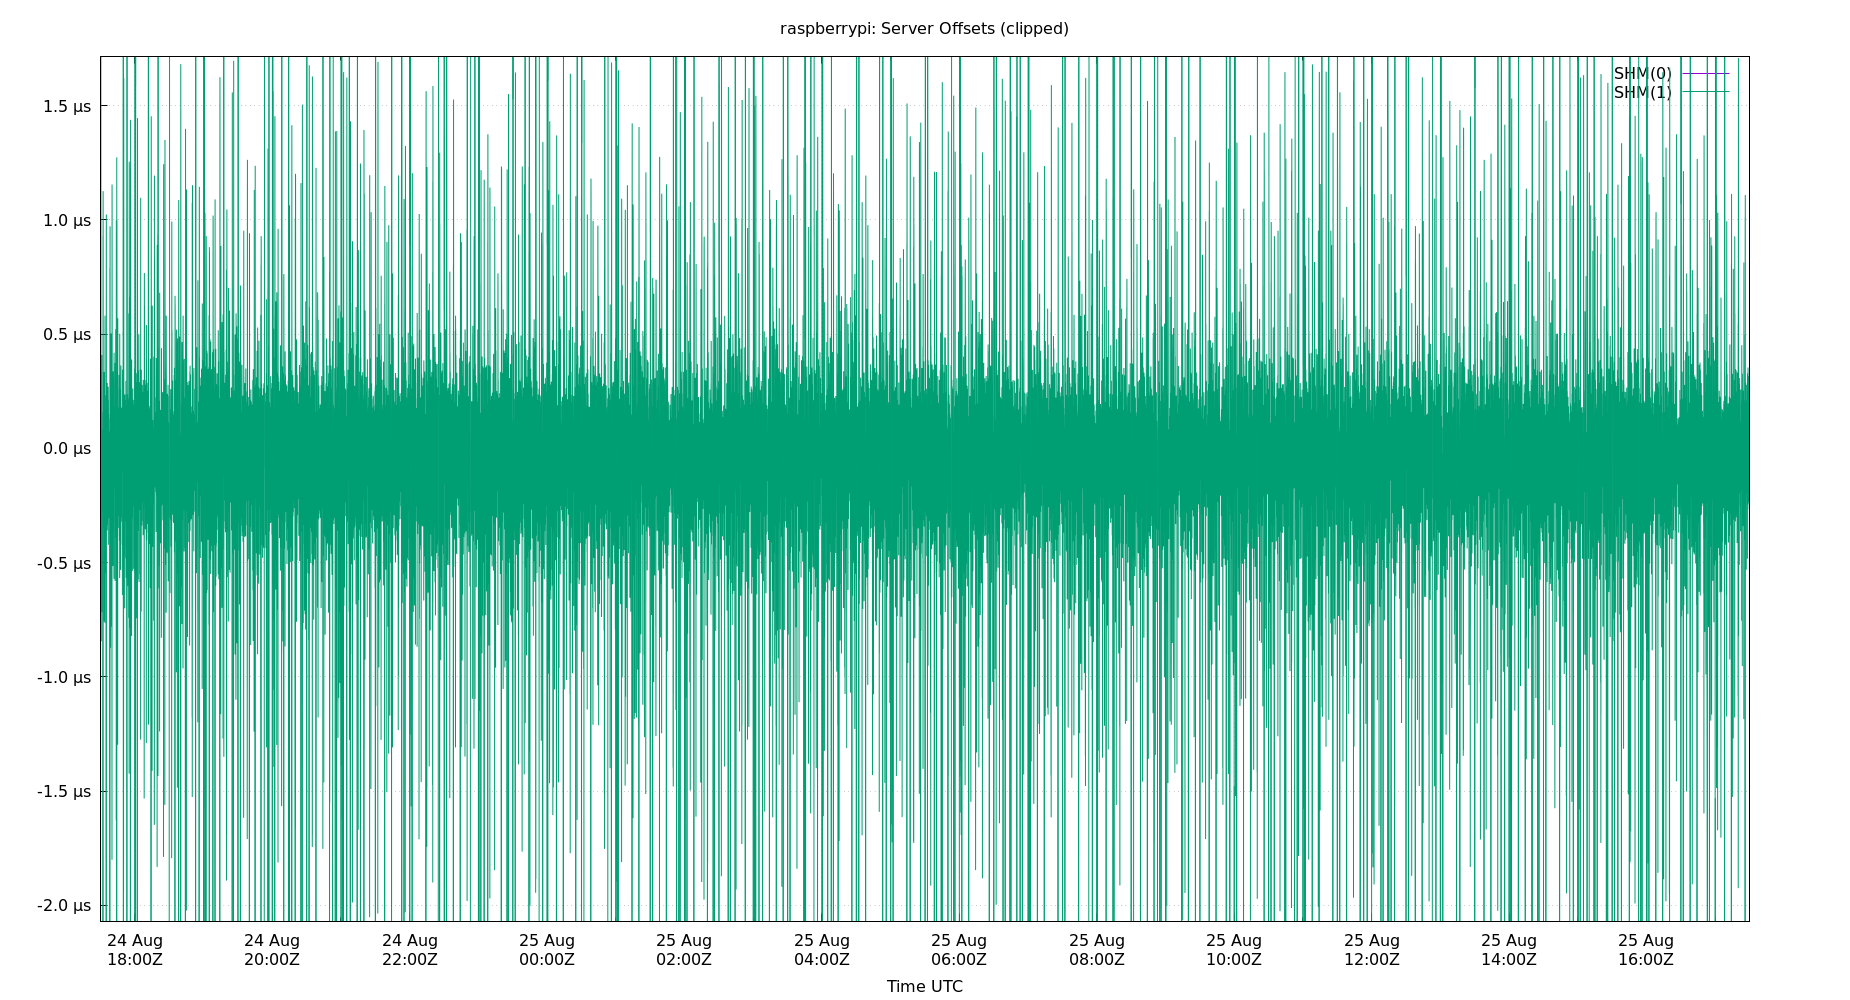 raspberrypi: Server Offsets (clipped)
SHM(0)
SHM(1)
1.5 μs
1.0 μs
0.5 μs
0.0 μs
-0.5 μs
-1.0 μs
-1.5 μs
-2.0 μs
24 Aug 24 Aug 24 Aug 25 Aug 25 Aug 25 Aug 25 Aug 25 Aug 25 Aug 25 Aug 25 Aug 25 Aug
18:00Z 20:00Z 22:00Z 00:00Z 02:00Z 04:00Z 06:00Z 08:00Z 10:00Z 12:00Z 14:00Z 16:00Z
Time UTC